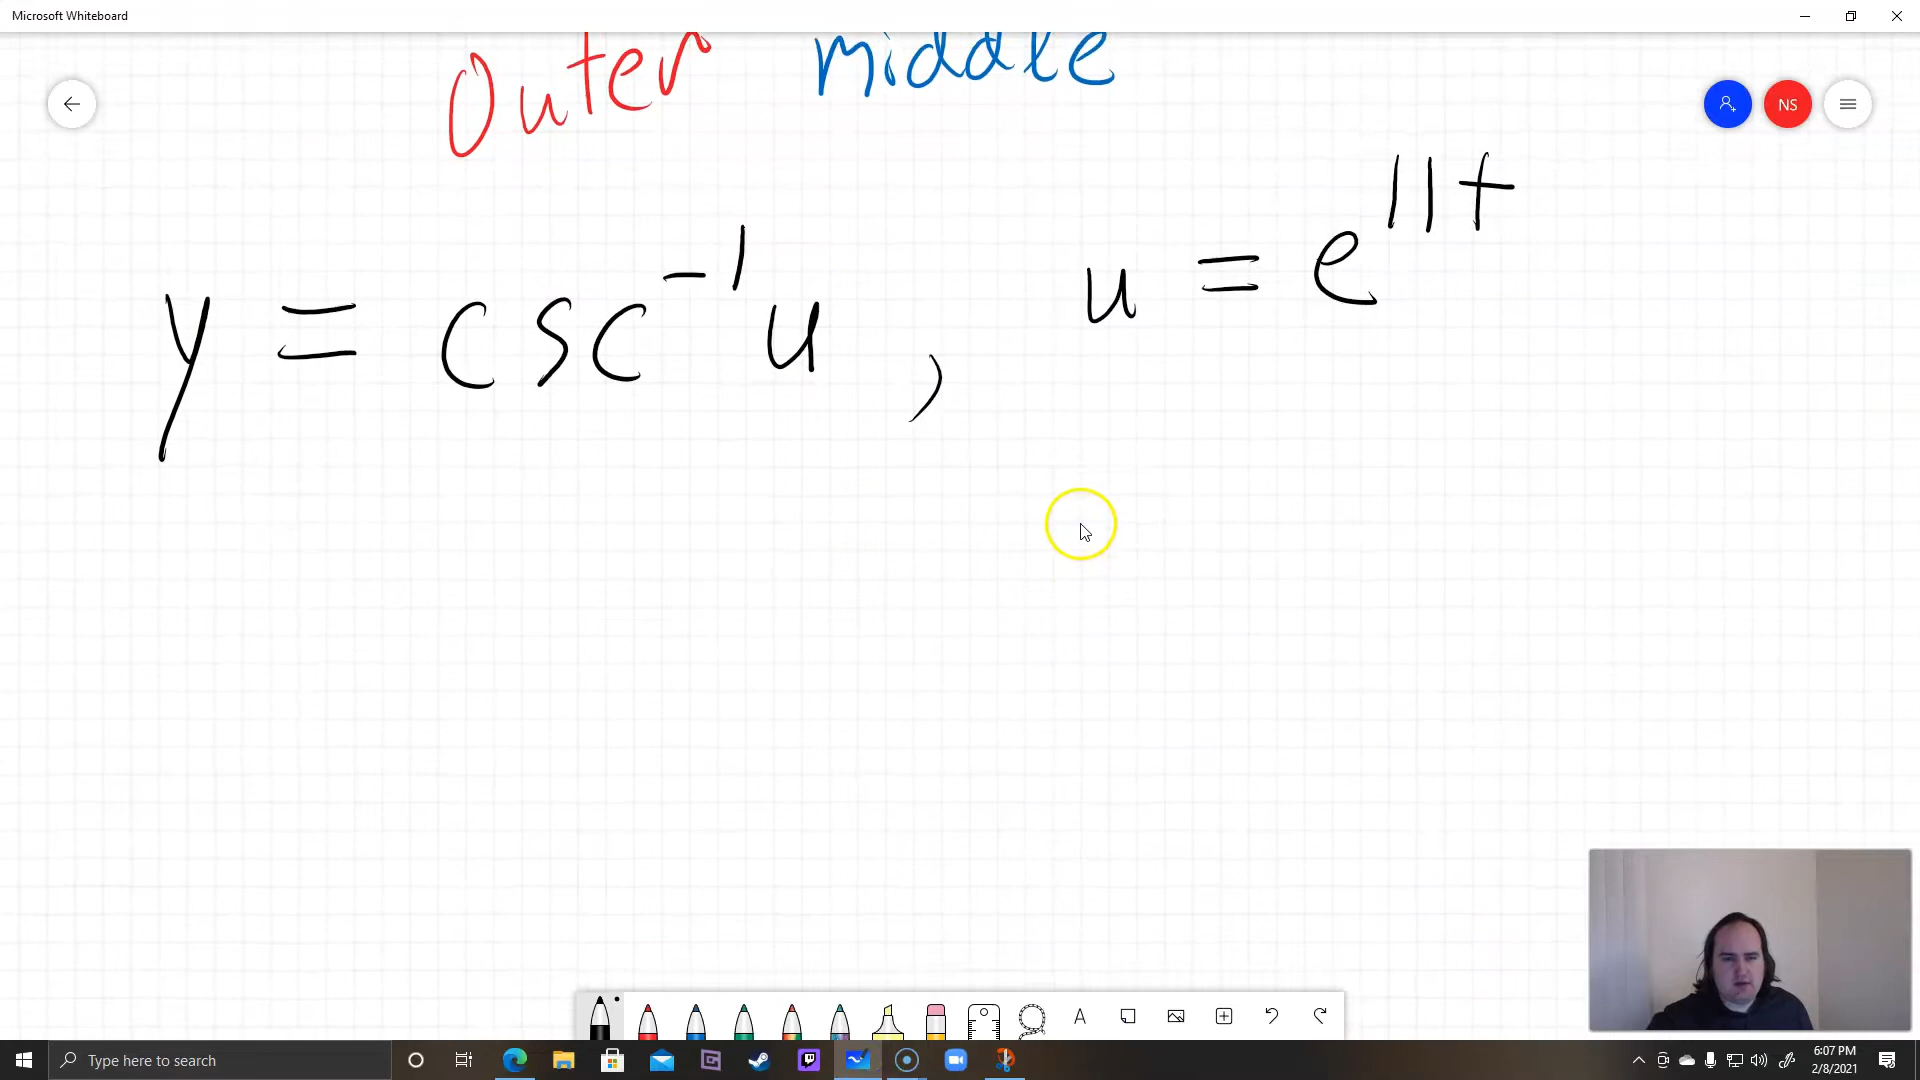 Microsoft Whiteboard
Outer middle
NS
y = csc⁻¹u , u = e¹¹ᵗ
A
Type here to search
6:07 PM
2/8/2021